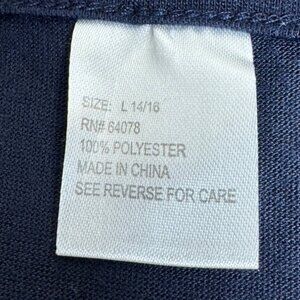 SIZE: L 14/16
RN# 64078
100% POLYESTER
MADE IN CHINA
SEE REVERSE FOR CARE